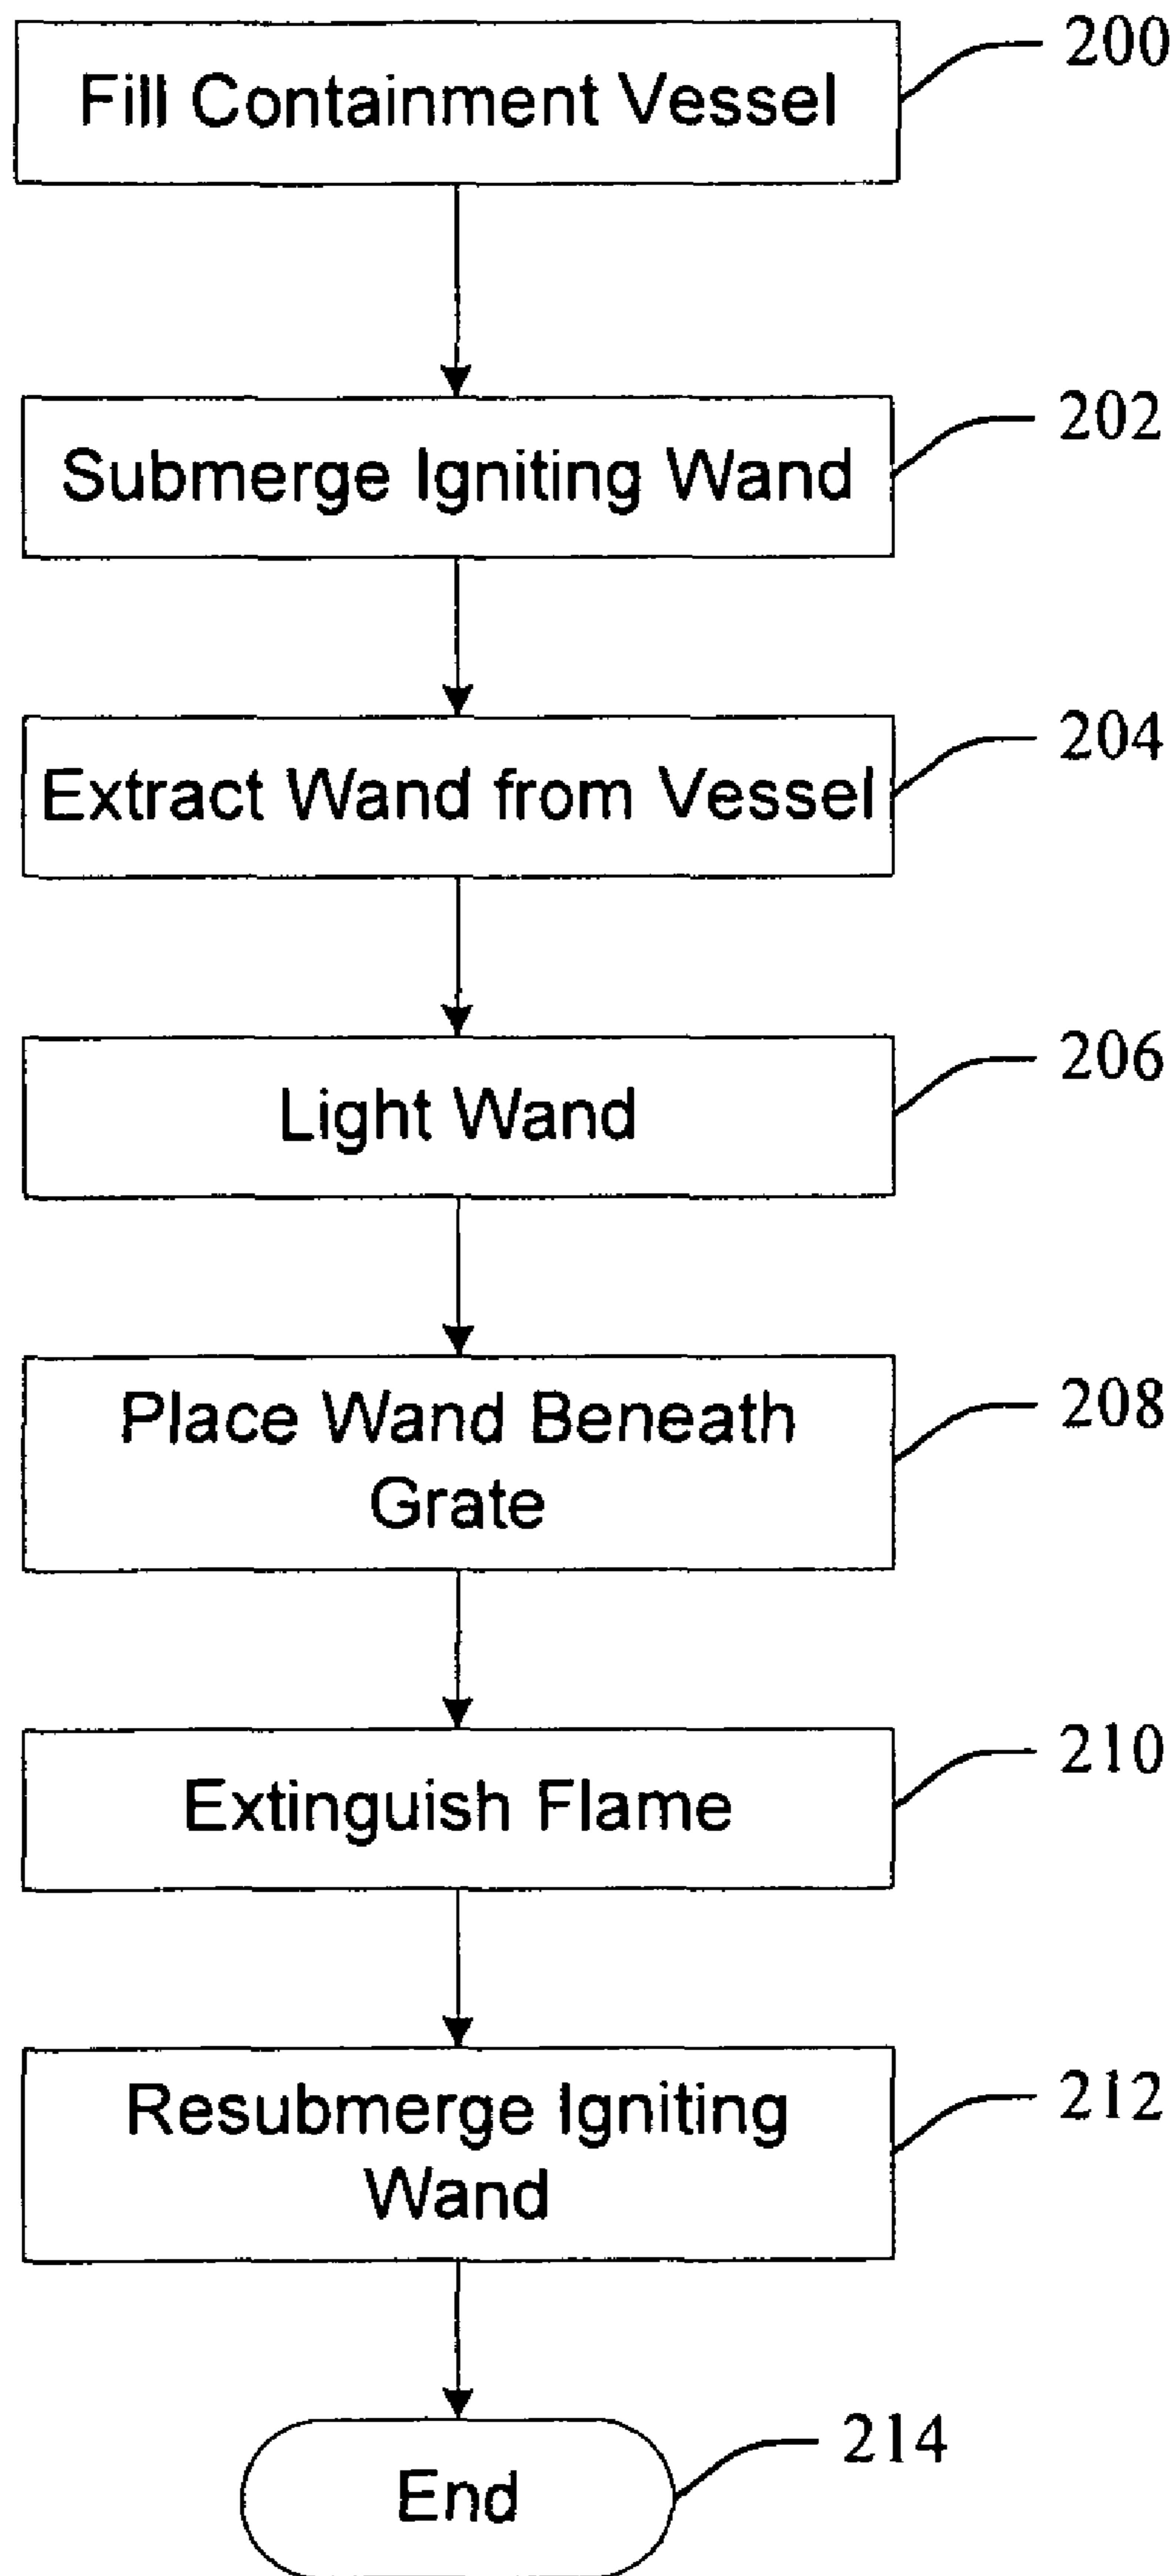 Fill Containment Vessel
200
Submerge Igniting Wand
202
Extract Wand from Vessel
204
Light Wand
206
Place Wand Beneath
Grate
208
Extinguish Flame
210
Resubmerge Igniting
Wand
212
End
214